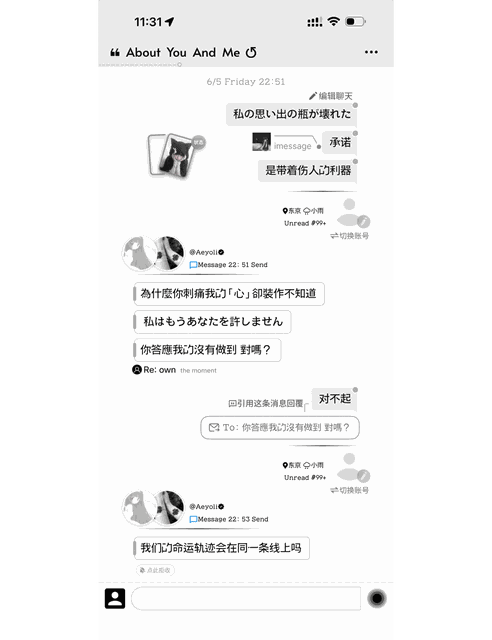 11:31
❝ About You And Me
6/5 Friday 22:51
编辑聊天
私の思い出の瓶が壊れた
imessage
承诺
是带着伤人的利器
东京 小雨
Unread #99+
切换账号
@Aeyoli
Message 22: 51 Send
為什麼你刺痛我的「心」卻裝作不知道
私はもうあなたを許しません
你答應我的沒有做到 對嗎？
Re: own the moment
对不起
引用这条消息回覆
To: 你答應我的沒有做到 對嗎？
东京 小雨
Unread #99+
切换账号
@Aeyoli
Message 22: 53 Send
我们的命运轨迹会在同一条线上吗
点此拒收